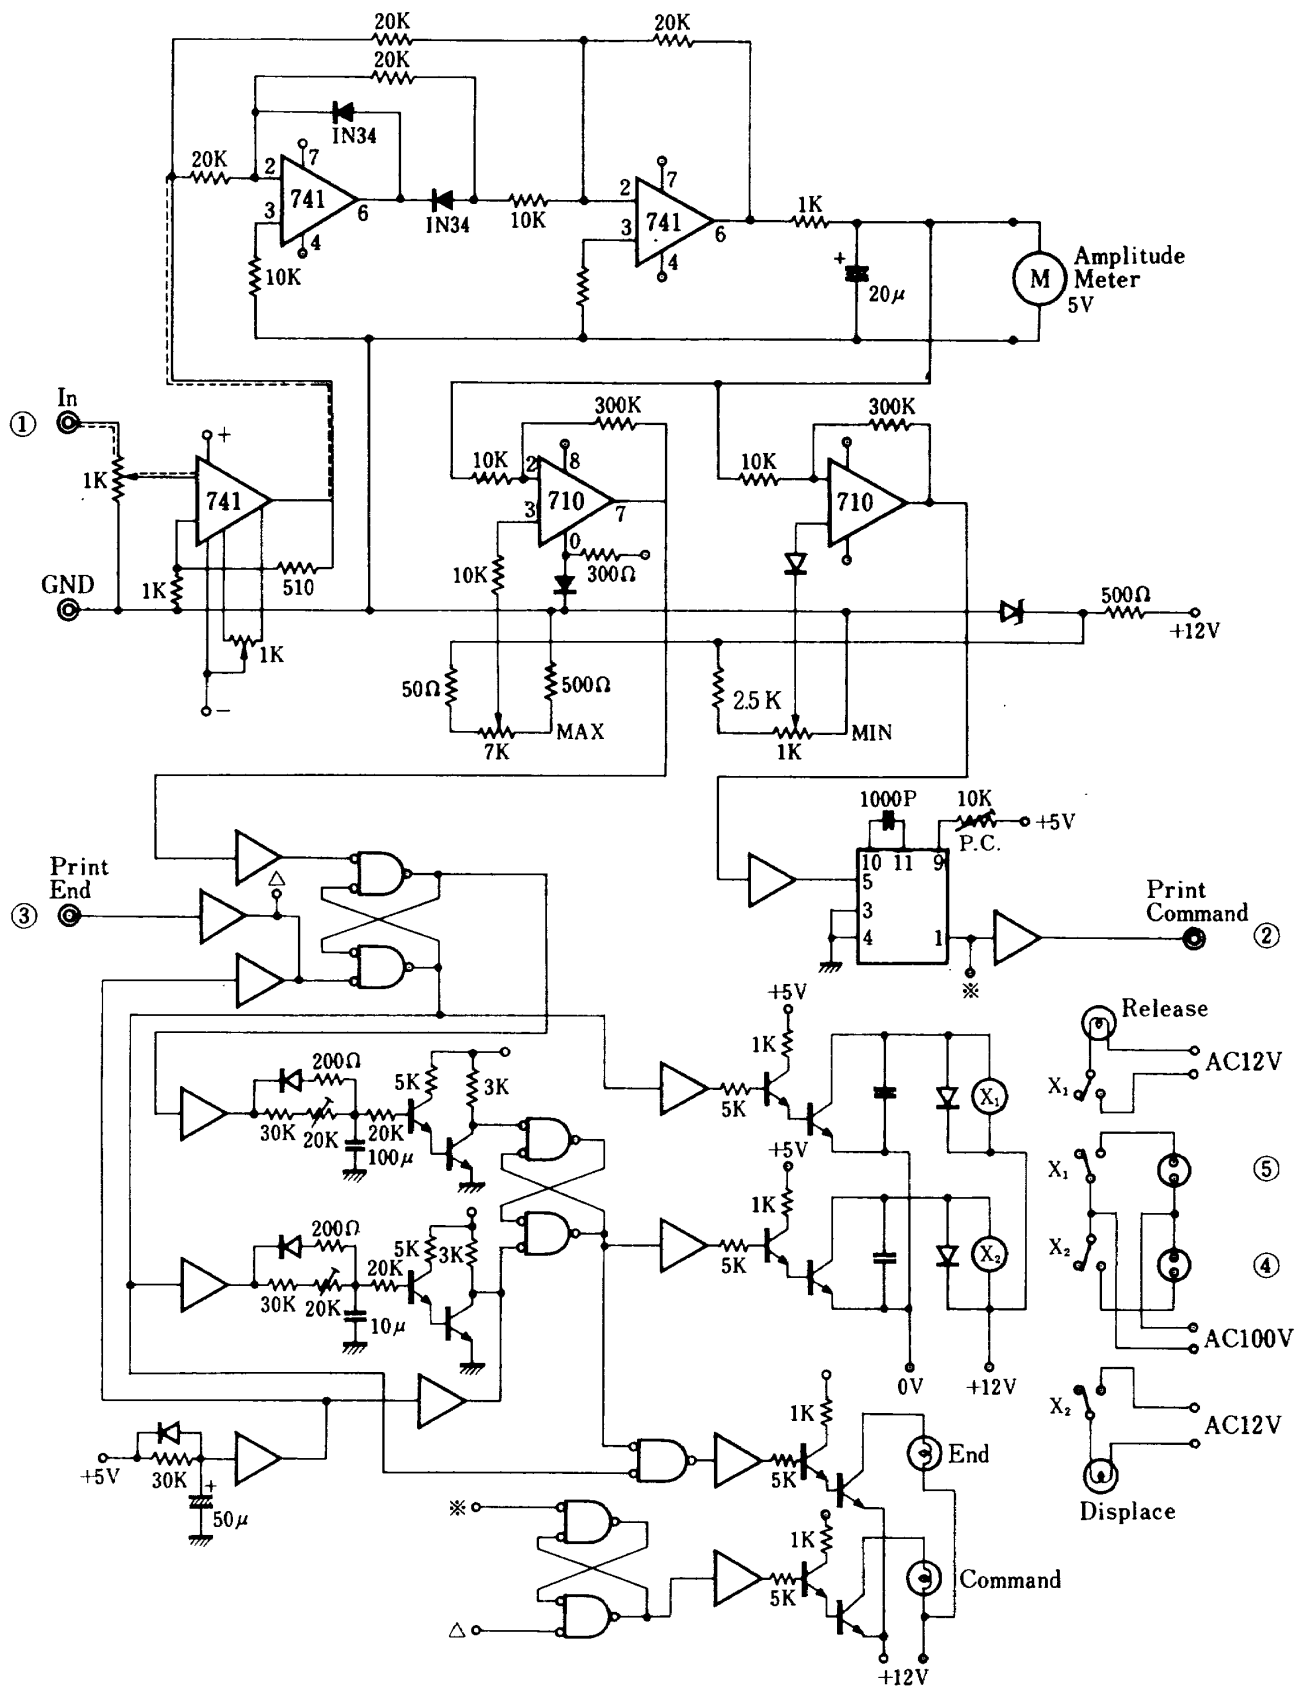 20K
20K
20K
IN34
20K
2
7
741
3
6
4
IN34
10K
10K
2
7
741
3
6
4
1K
+
20μ
M
Amplitude
Meter
5V
In
①
1K
+
741
1K
510
GND
1K
−
300K
10K
2
8
710
3
7
0
300Ω
10K
50Ω
500Ω
7K
MAX
300K
10K
710
2.5 K
1K
MIN
500Ω
+12V
Print
End
③
△
1000P
10K
+5V
P.C.
10
11
9
5
3
4
1
※
Print
Command
②
200Ω
30K
20K
20K
100μ
5K
3K
200Ω
30K
20K
20K
10μ
5K
3K
+5V
1K
5K
X₁
+5V
1K
5K
X₂
0V
+12V
Release
X₁
AC12V
X₁
⑤
X₂
④
AC100V
X₂
AC12V
Displace
+5V
30K
+
50μ
1K
5K
End
※
△
1K
5K
Command
+12V